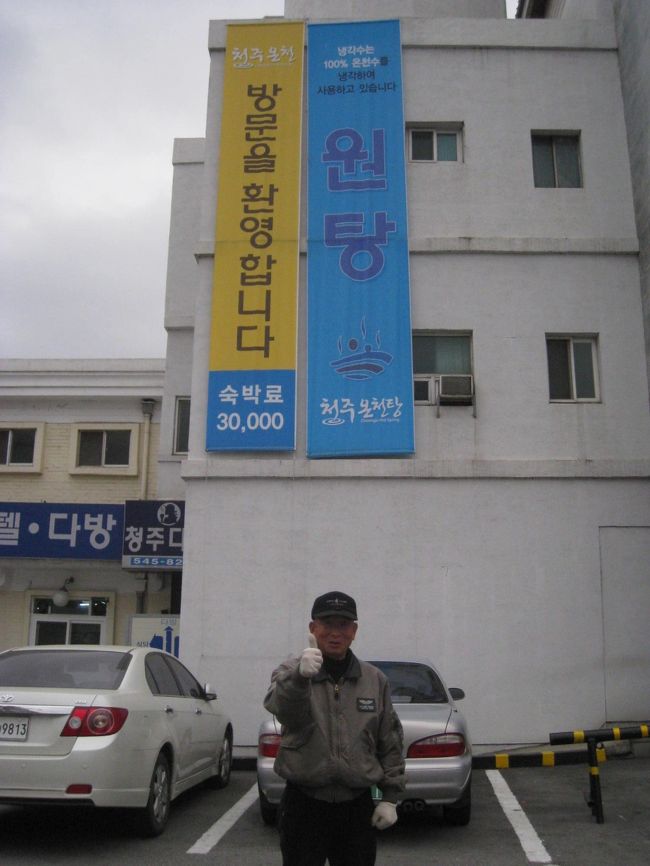 청주온천
방문을 환영합니다
숙박료
30,000
냉각수는
100% 온천수를
냉각하여
사용하고 있습니다
원탕
청주온천탕
텔·다방
청주다
545-82
9813